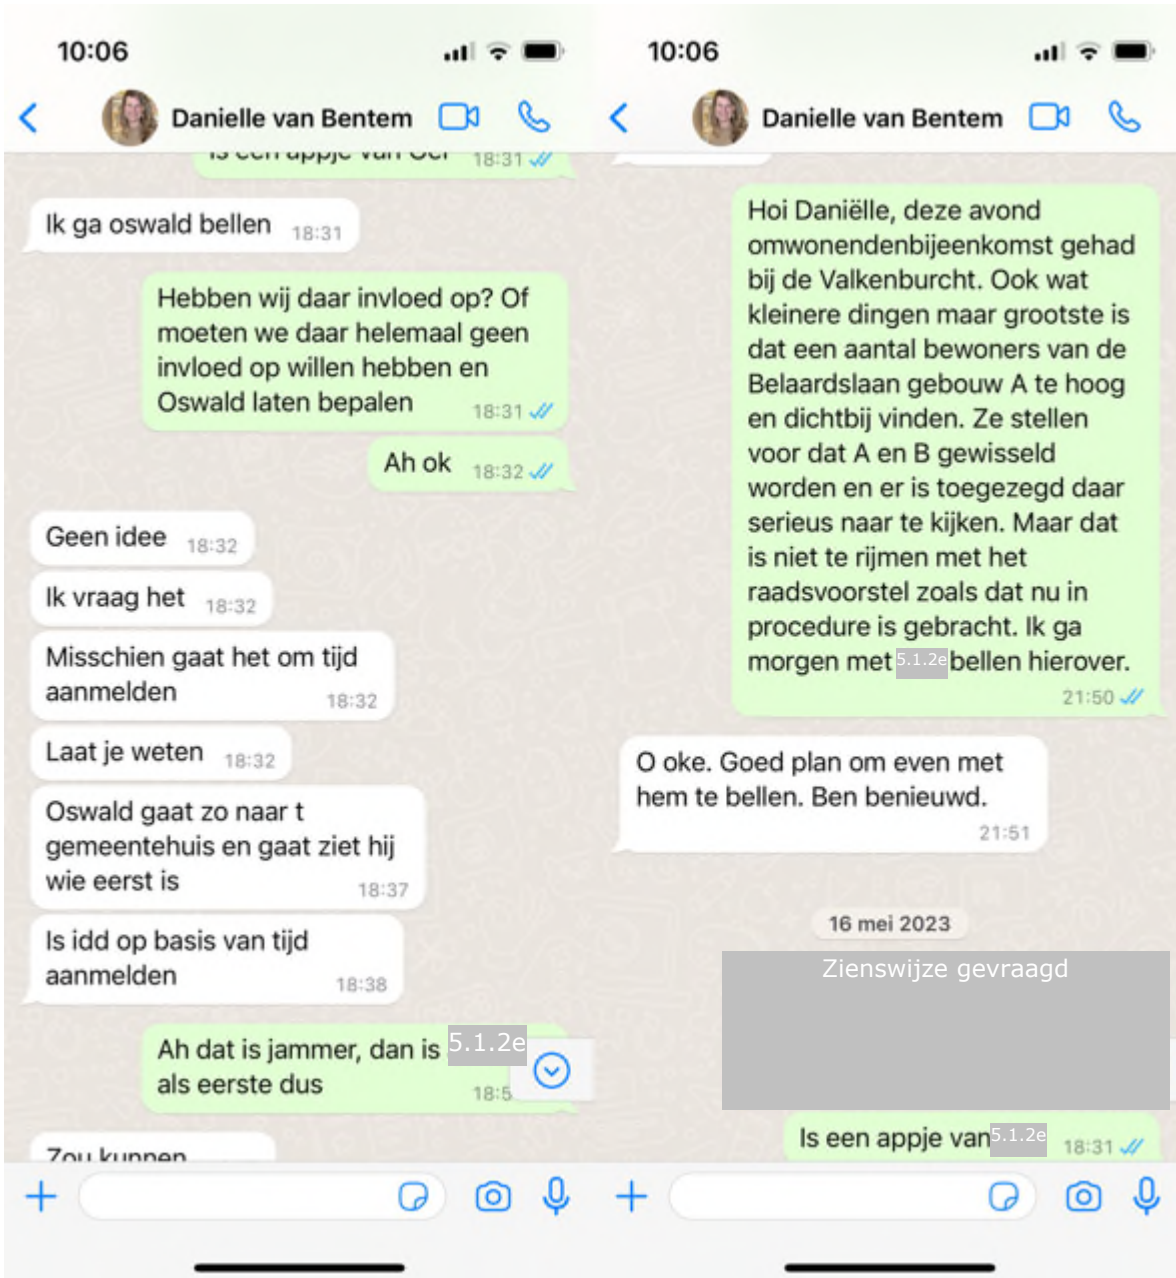 10:06
Danielle van Bentem
Is een appje van 18:31
Ik ga oswald bellen 18:31
Hebben wij daar invloed op? Of
moeten we daar helemaal geen
invloed op willen hebben en
Oswald laten bepalen 18:31
Ah ok 18:32
Geen idee 18:32
Ik vraag het 18:32
Misschien gaat het om tijd
aanmelden 18:32
Laat je weten 18:32
Oswald gaat zo naar t
gemeentehuis en gaat ziet hij
wie eerst is 18:37
Is idd op basis van tijd
aanmelden 18:38
Ah dat is jammer, dan is 5.1.2e
als eerste dus 18:5
Zou kunnen
10:06
Danielle van Bentem
Hoi Daniëlle, deze avond
omwonendenbijeenkomst gehad
bij de Valkenburcht. Ook wat
kleinere dingen maar grootste is
dat een aantal bewoners van de
Belaardslaan gebouw A te hoog
en dichtbij vinden. Ze stellen
voor dat A en B gewisseld
worden en er is toegezegd daar
serieus naar te kijken. Maar dat
is niet te rijmen met het
raadsvoorstel zoals dat nu in
procedure is gebracht. Ik ga
morgen met 5.1.2e bellen hierover.
21:50
O oke. Goed plan om even met
hem te bellen. Ben benieuwd.
21:51
16 mei 2023
Zienswijze gevraagd
Is een appje van 5.1.2e 18:31